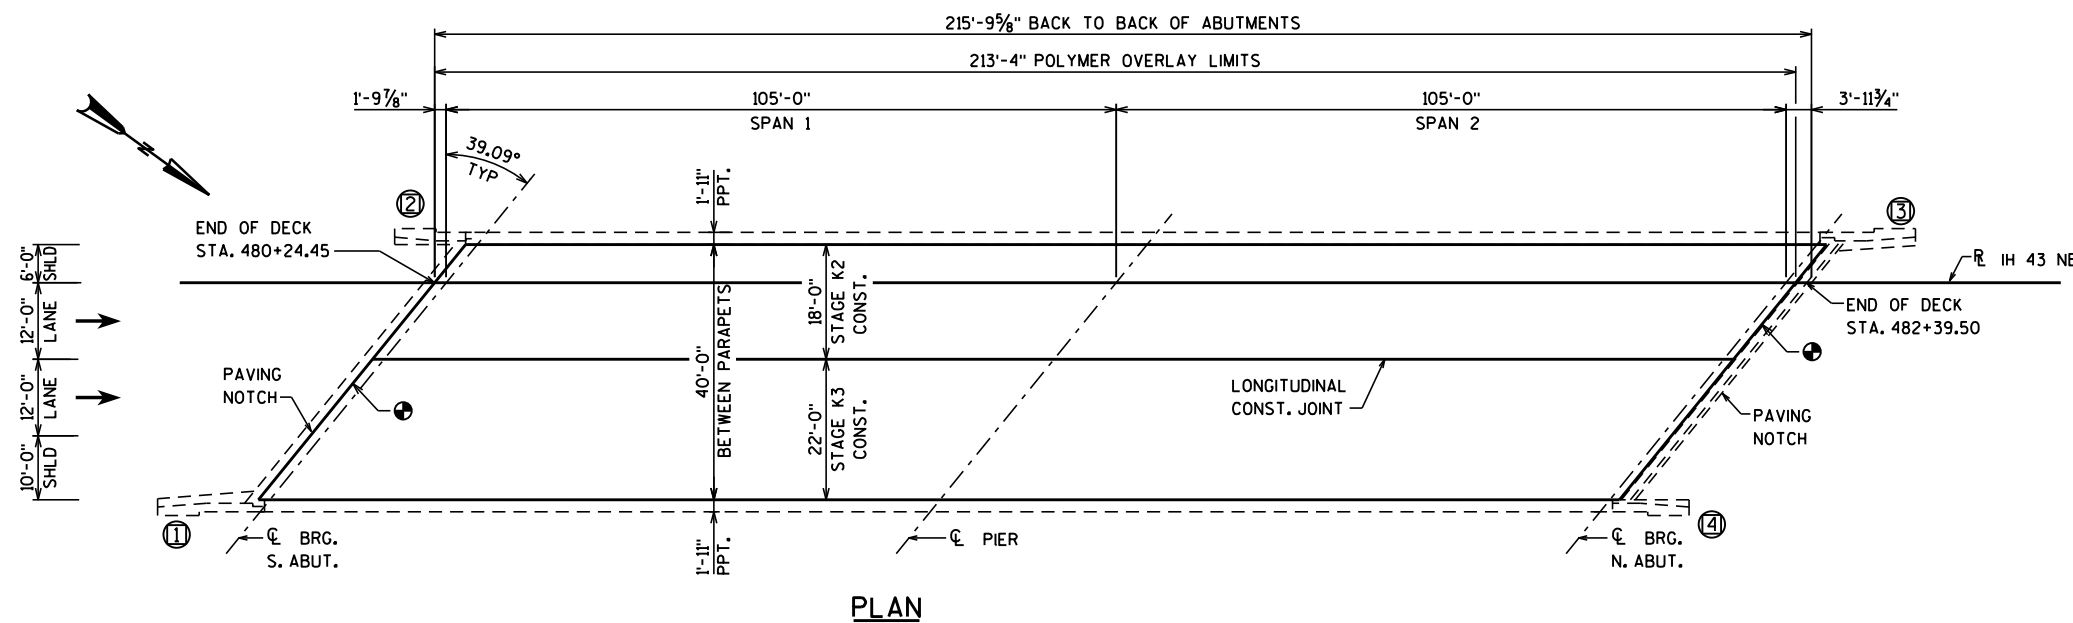 215'-9⅝" BACK TO BACK OF ABUTMENTS
213'-4" POLYMER OVERLAY LIMITS
1'-9⅞"
105'-0"
SPAN 1
105'-0"
SPAN 2
3'-11¾"
N
39.09°
TYP
1'-11"
PPT.
2
3
END OF DECK
STA. 480+24.45
6'-0"
SHLD
12'-0"
LANE
12'-0"
LANE
10'-0"
SHLD
40'-0"
BETWEEN PARAPETS
18'-0"
STAGE K2
CONST.
22'-0"
STAGE K3
CONST.
R IH 43 NB
END OF DECK
STA. 482+39.50
PAVING
NOTCH
LONGITUDINAL
CONST. JOINT
PAVING
NOTCH
1
4
℄ BRG.
S. ABUT.
1'-11"
PPT.
℄ PIER
℄ BRG.
N. ABUT.
PLAN